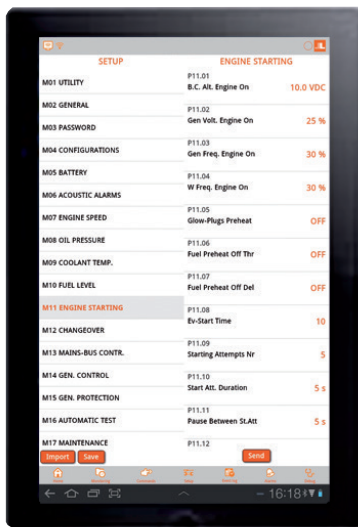 SETUP
M01 UTILITY
M02 GENERAL
M03 PASSWORD
M04 CONFIGURATIONS
M05 BATTERY
M06 ACOUSTIC ALARMS
M07 ENGINE SPEED
M08 OIL PRESSURE
M09 COOLANT TEMP.
M10 FUEL LEVEL
M11 ENGINE STARTING
M12 CHANGEOVER
M13 MAINS-BUS CONTR.
M14 GEN. CONTROL
M15 GEN. PROTECTION
M16 AUTOMATIC TEST
M17 MAINTENANCE
Import Save
ENGINE STARTING
P11.01
B.C. Alt. Engine On 10.0 VDC
P11.02
Gen Volt. Engine On 25 %
P11.03
Gen Freq. Engine On 30 %
P11.04
W Freq. Engine On 30 %
P11.05
Glow-Plugs Preheat OFF
P11.06
Fuel Preheat Off Thr OFF
P11.07
Fuel Preheat Off Del OFF
P11.08
Ev-Start Time 10
P11.09
Starting Attempts Nr 5
P11.10
Start Att. Duration 5 s
P11.11
Pause Between St.Att 5 s
P11.12
Send
16:18